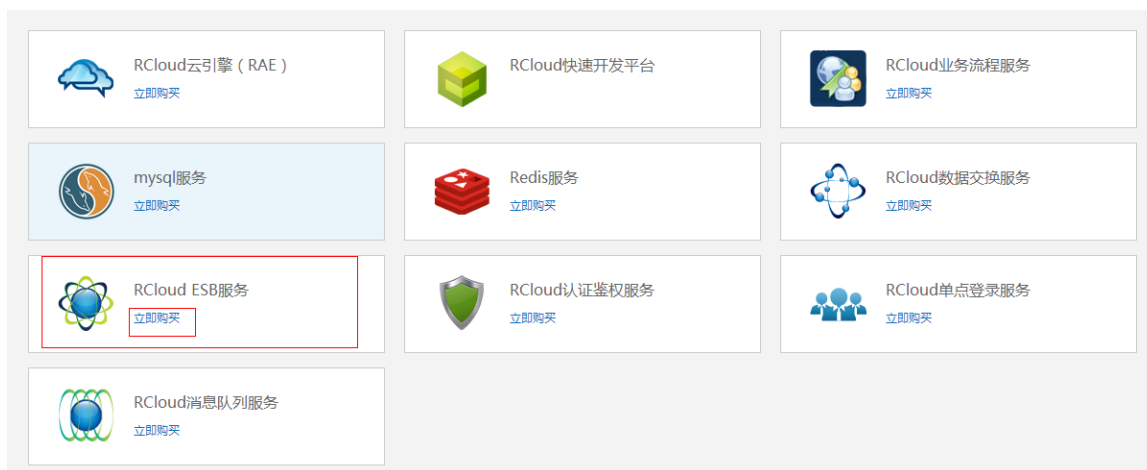 RCloud云引擎（RAE）
立即购买
RCloud快速开发平台
RCloud业务流程服务
立即购买
mysql服务
立即购买
Redis服务
立即购买
RCloud数据交换服务
立即购买
RCloud ESB服务
立即购买
RCloud认证鉴权服务
立即购买
RCloud单点登录服务
立即购买
RCloud消息队列服务
立即购买